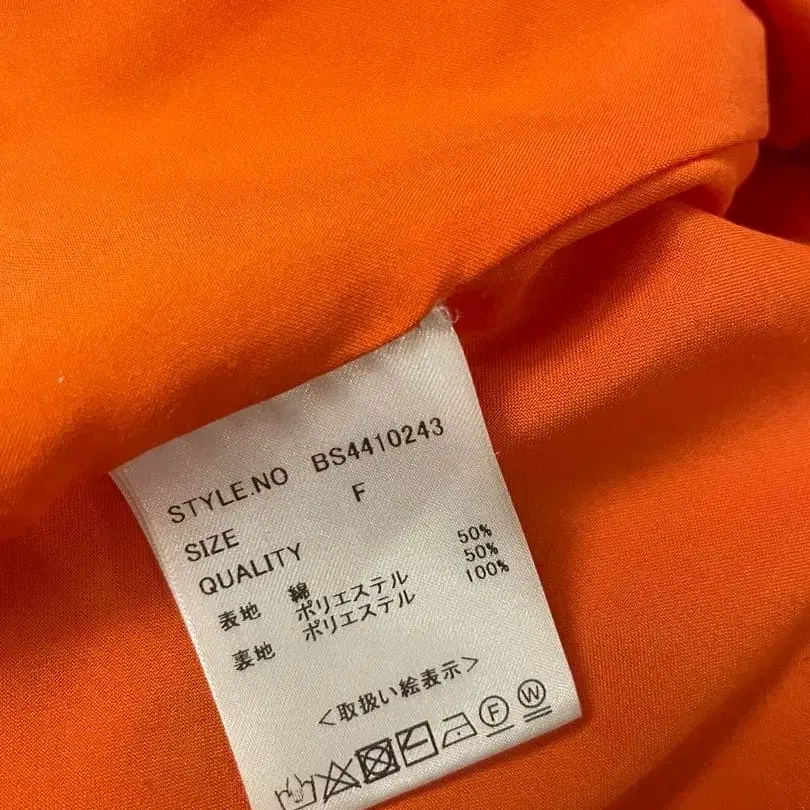 STYLE.NO BS4410243
SIZE F
QUALITY
表地 綿 50%
ポリエステル 50%
裏地 ポリエステル 100%
<取扱い絵表示>
F W